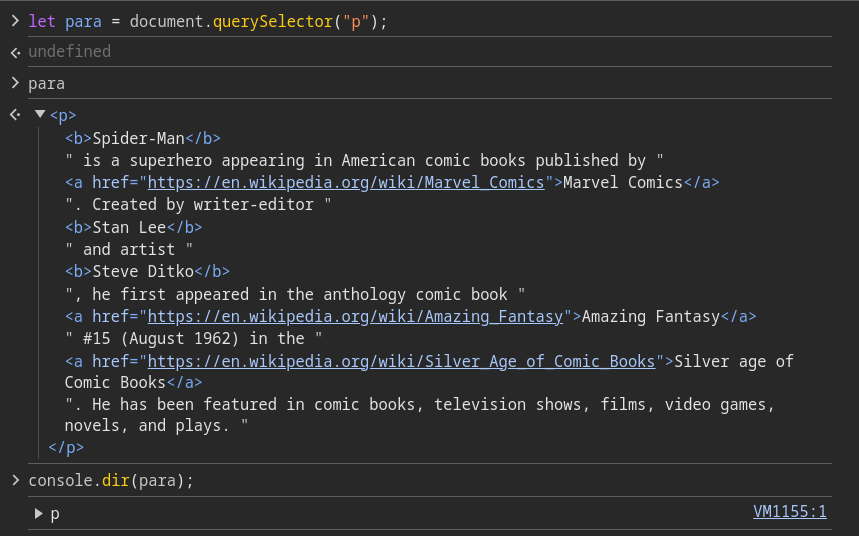 let para = document.querySelector("p");
undefined
para
<p>
<b>Spider-Man</b>
" is a superhero appearing in American comic books published by "
<a href="https://en.wikipedia.org/wiki/Marvel_Comics">Marvel Comics</a>
". Created by writer-editor "
<b>Stan Lee</b>
" and artist "
<b>Steve Ditko</b>
", he first appeared in the anthology comic book "
<a href="https://en.wikipedia.org/wiki/Amazing_Fantasy">Amazing Fantasy</a>
" #15 (August 1962) in the "
<a href="https://en.wikipedia.org/wiki/Silver_Age_of_Comic_Books">Silver age of
Comic Books</a>
". He has been featured in comic books, television shows, films, video games,
novels, and plays. "
</p>
console.dir(para);
p VM1155:1